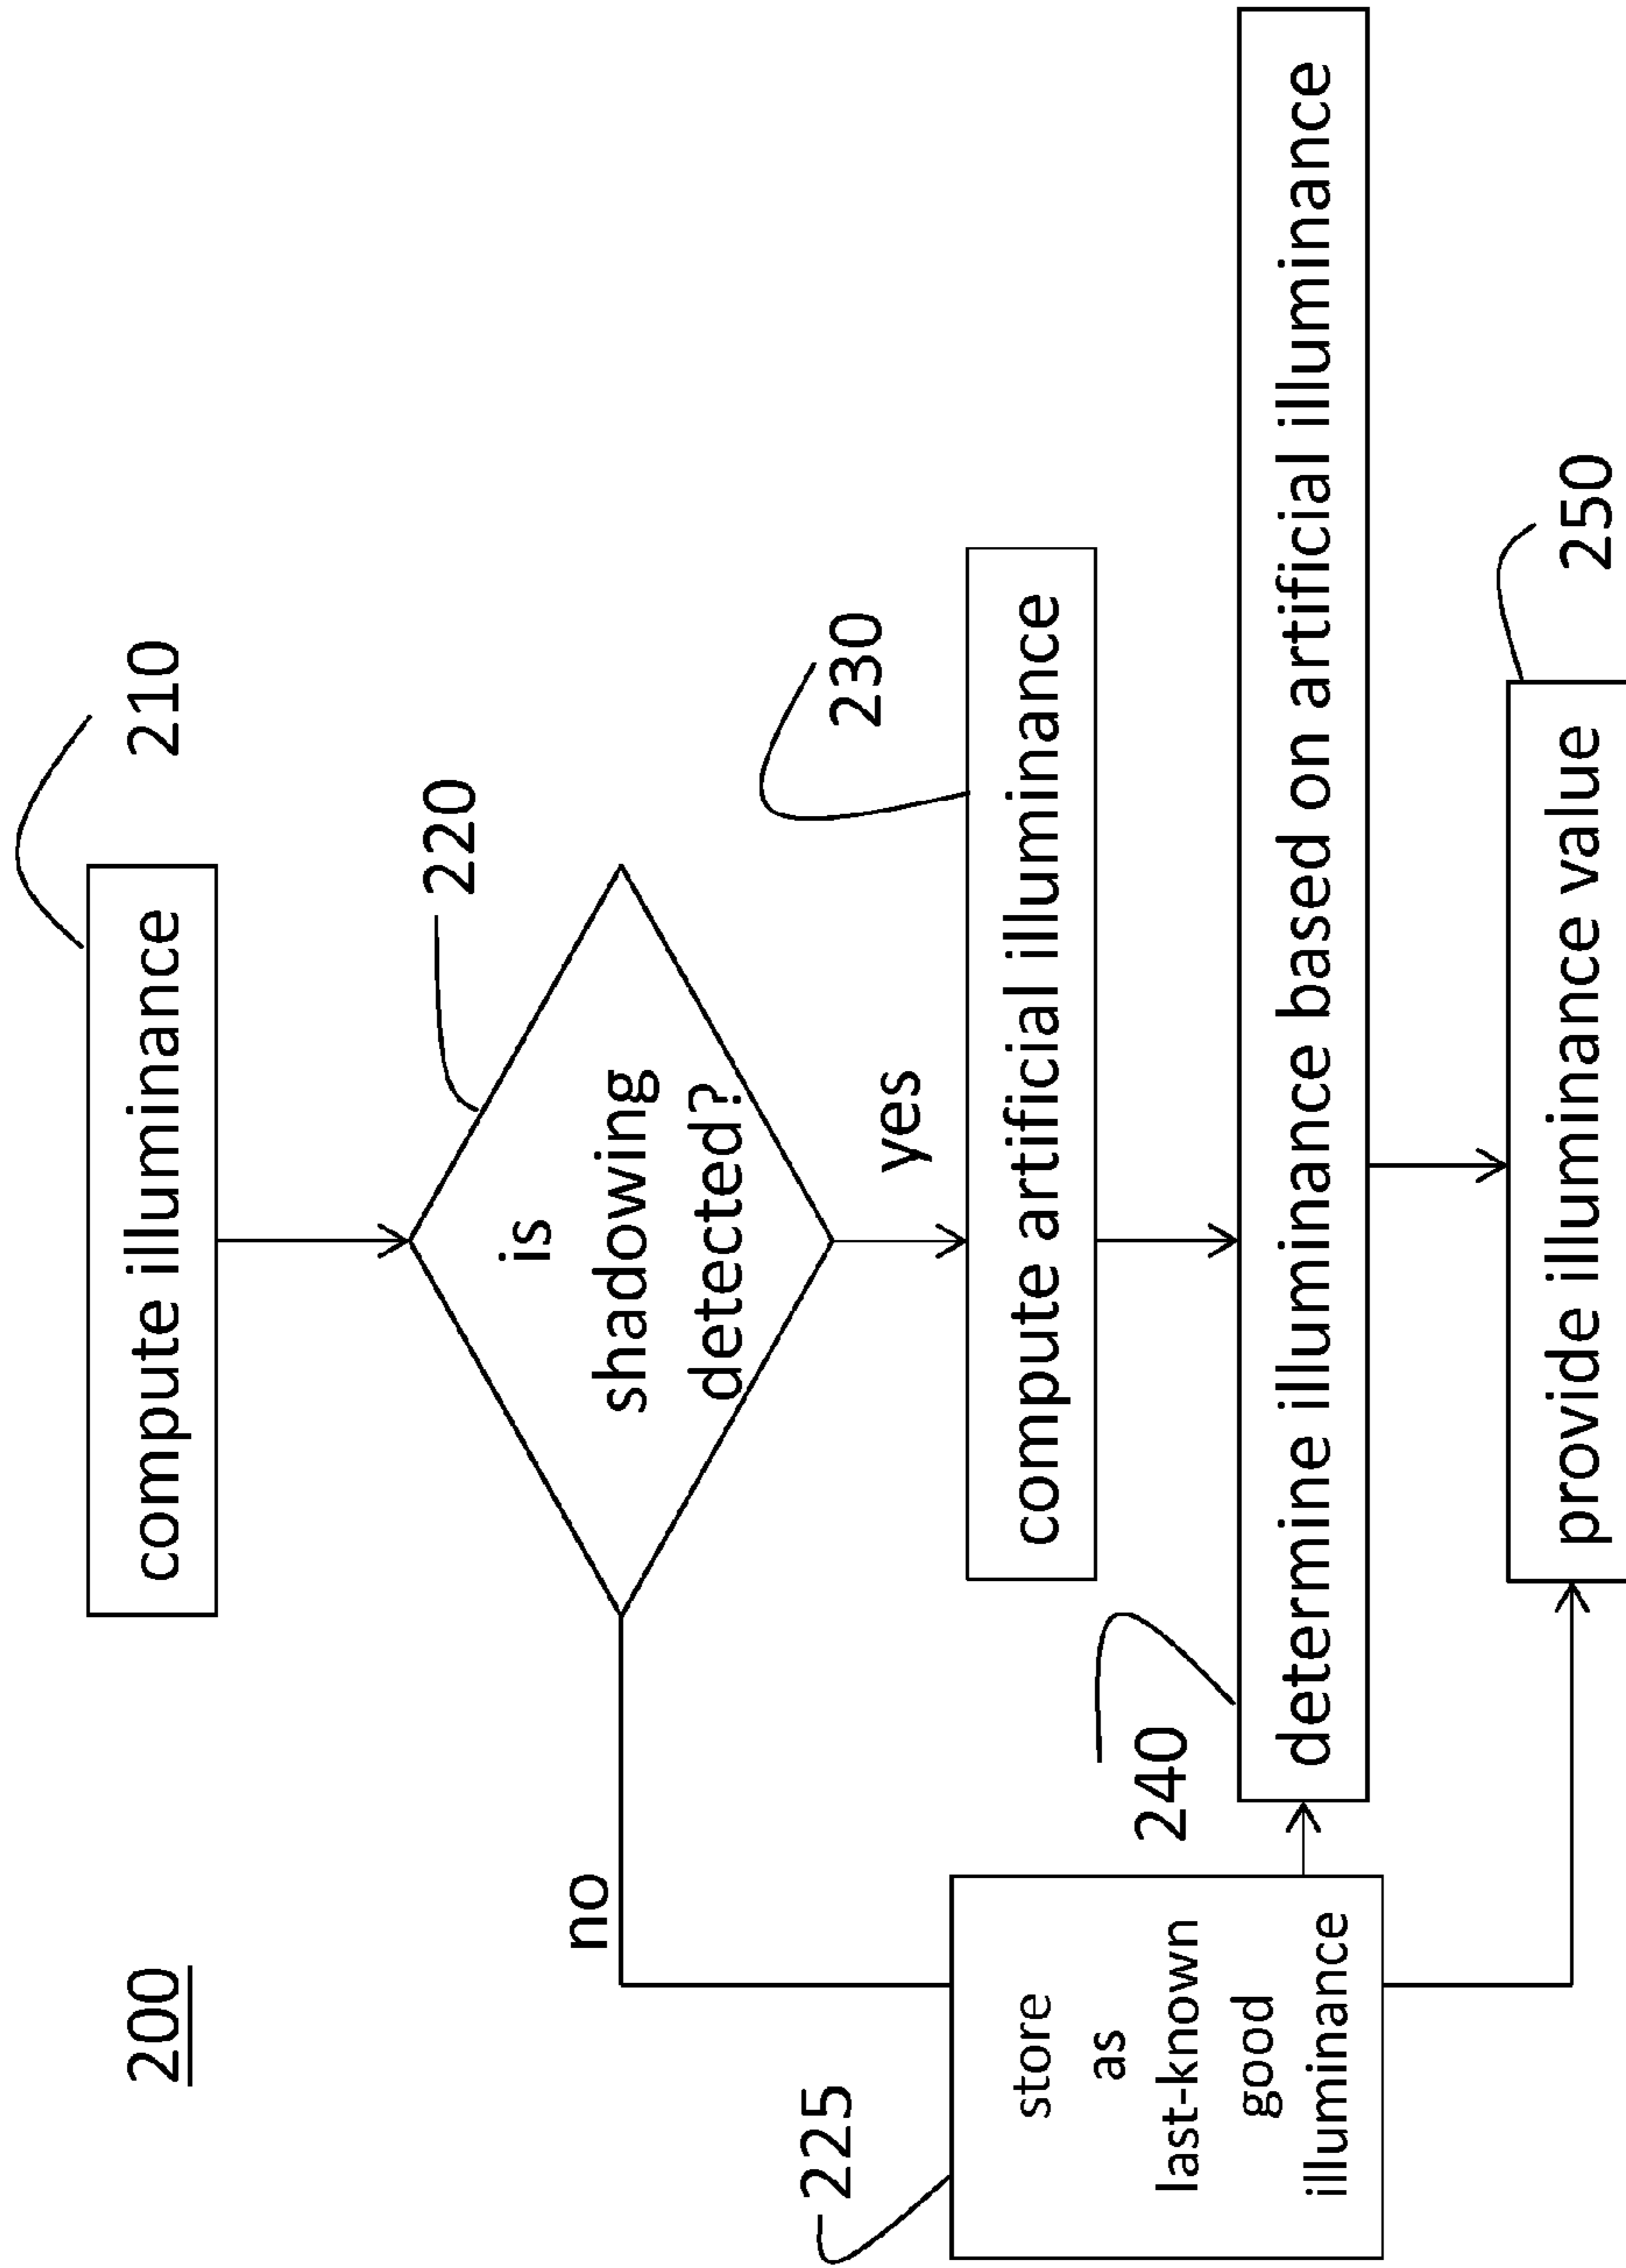 200
210
compute illuminance
220
is
shadowing
detected?
no
yes
230
compute artificial illuminance
225
store
as
last-known
good
illuminance
240
determine illuminance based on artificial illuminance
250
provide illuminance value